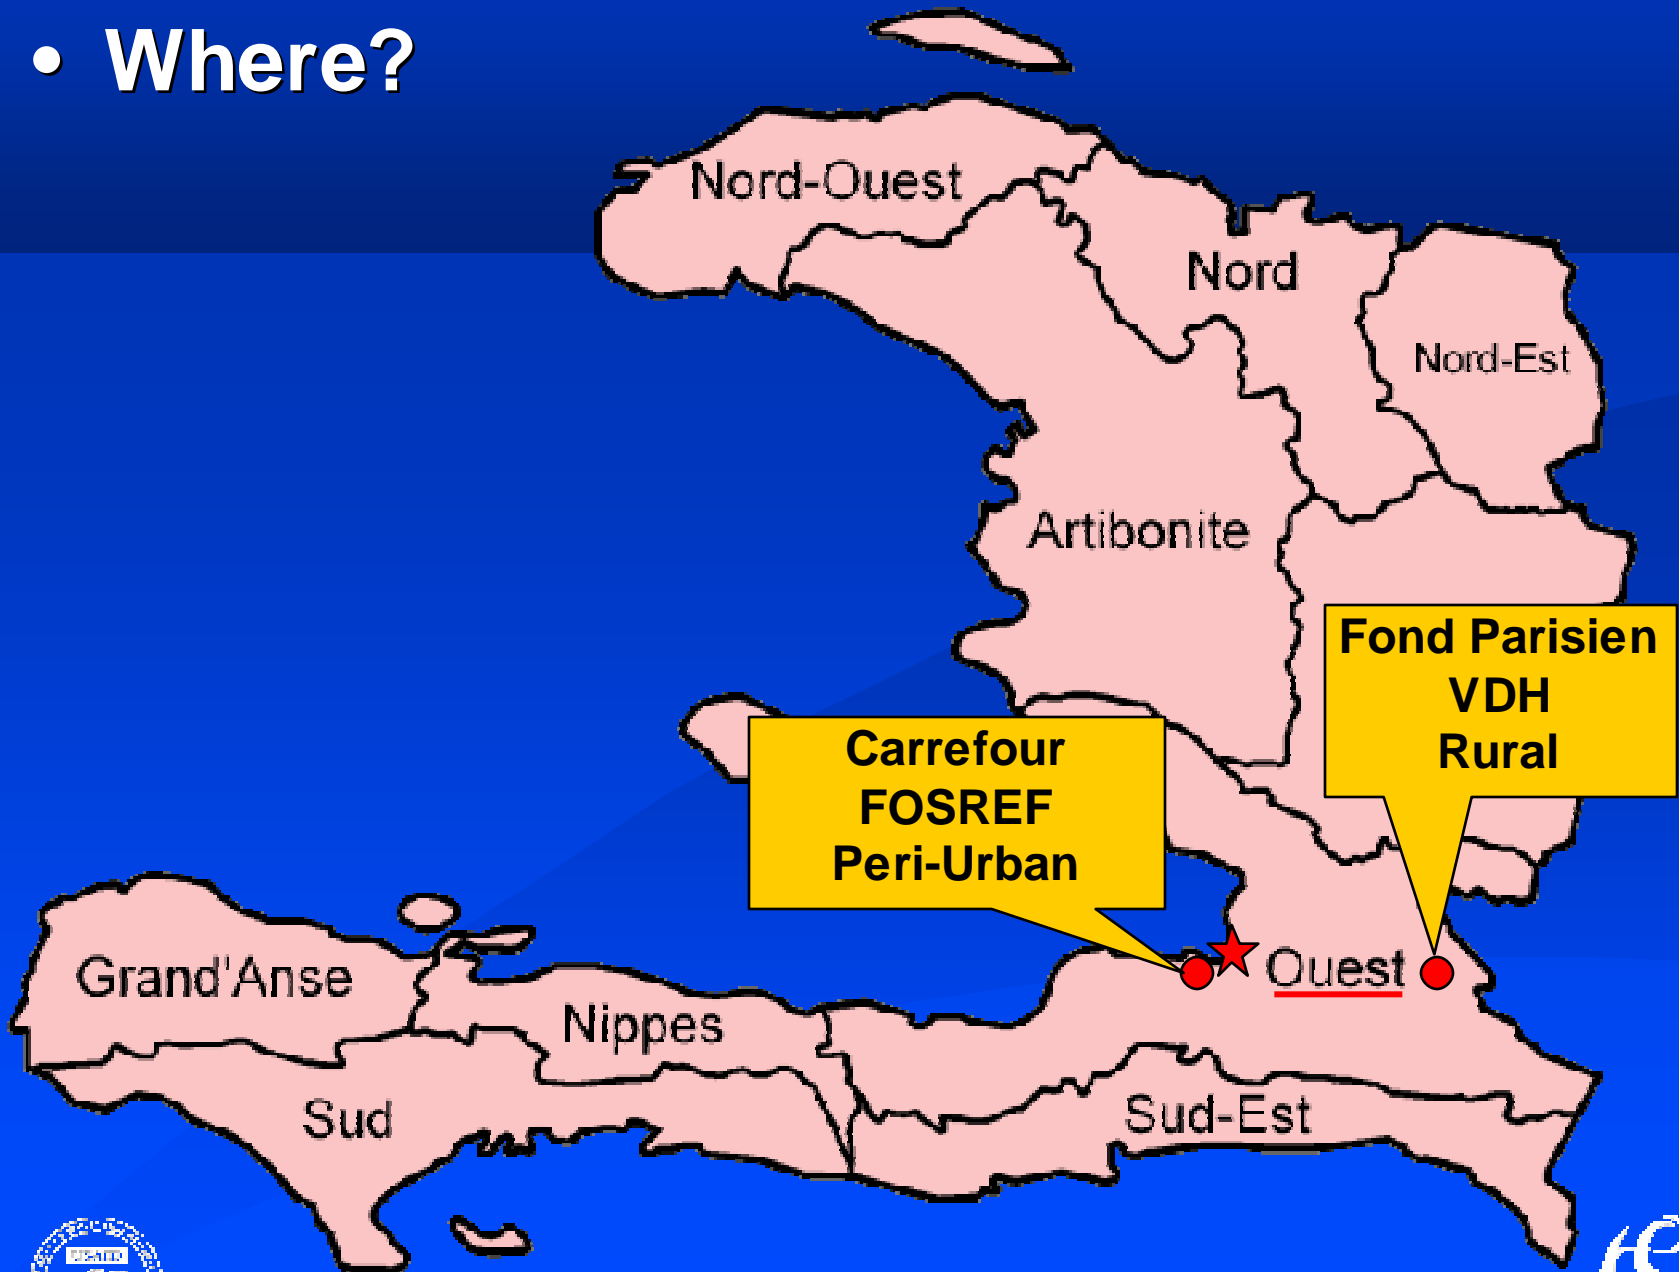 • Where?
Nord-Ouest
Nord
Nord-Est
Artibonite
Fond Parisien
VDH
Rural
Carrefour
FOSREF
Peri-Urban
Ouest
Grand'Anse
Nippes
Sud
Sud-Est
USAID